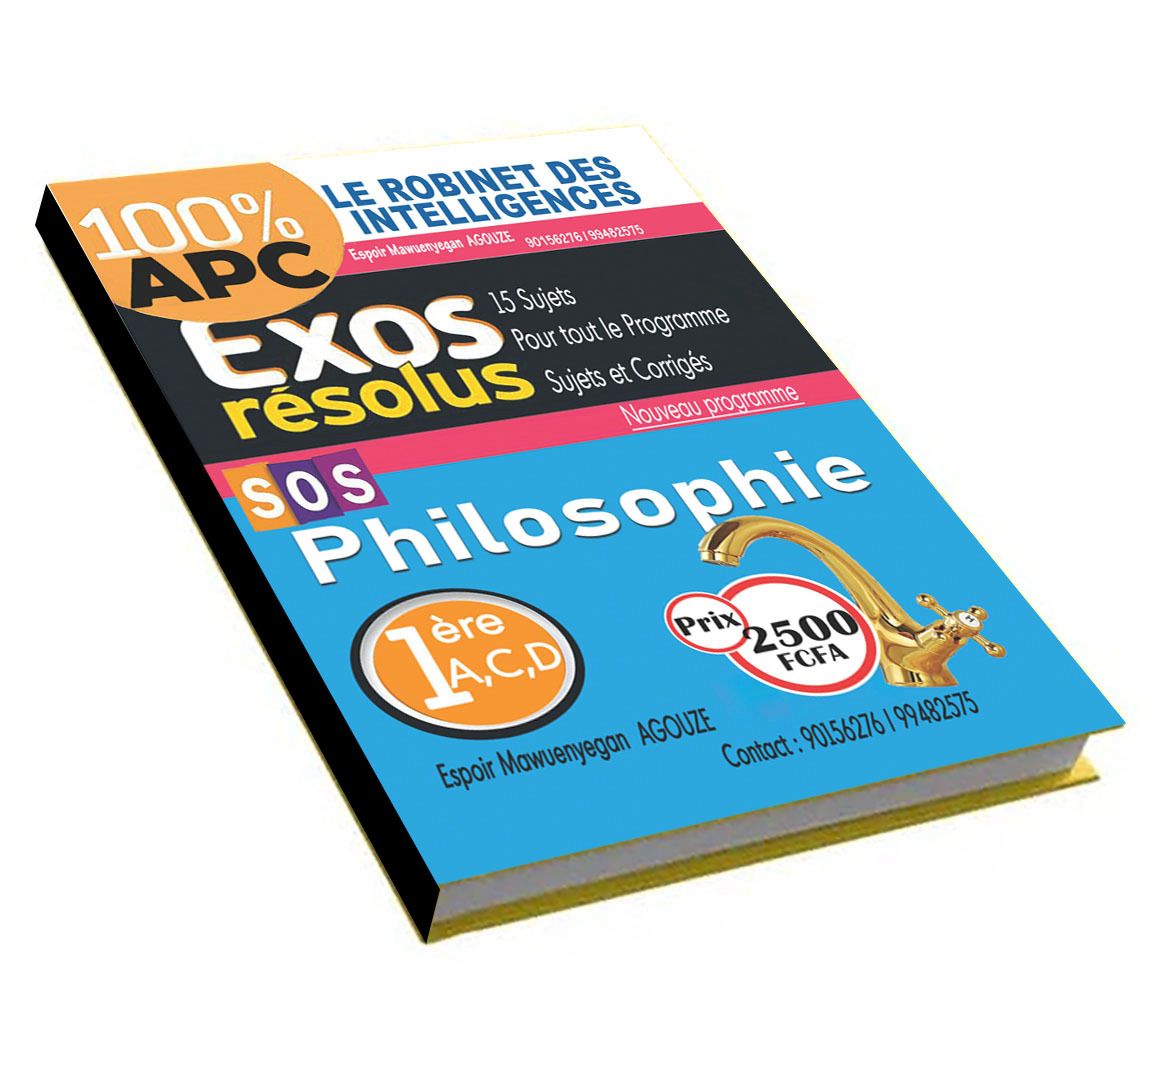 100%
APC
LE ROBINET DES
INTELLIGENCES
Espoir Mawuenyegan AGOUZE 90156276 / 99482575
Exos
résolus
15 Sujets
Pour tout le Programme
Sujets et Corrigés
Nouveau programme
SOS
Philosophie
1ère
A,C,D
Prix
2500
FCFA
Espoir Mawuenyegan AGOUZE
Contact : 90156276 / 99482575